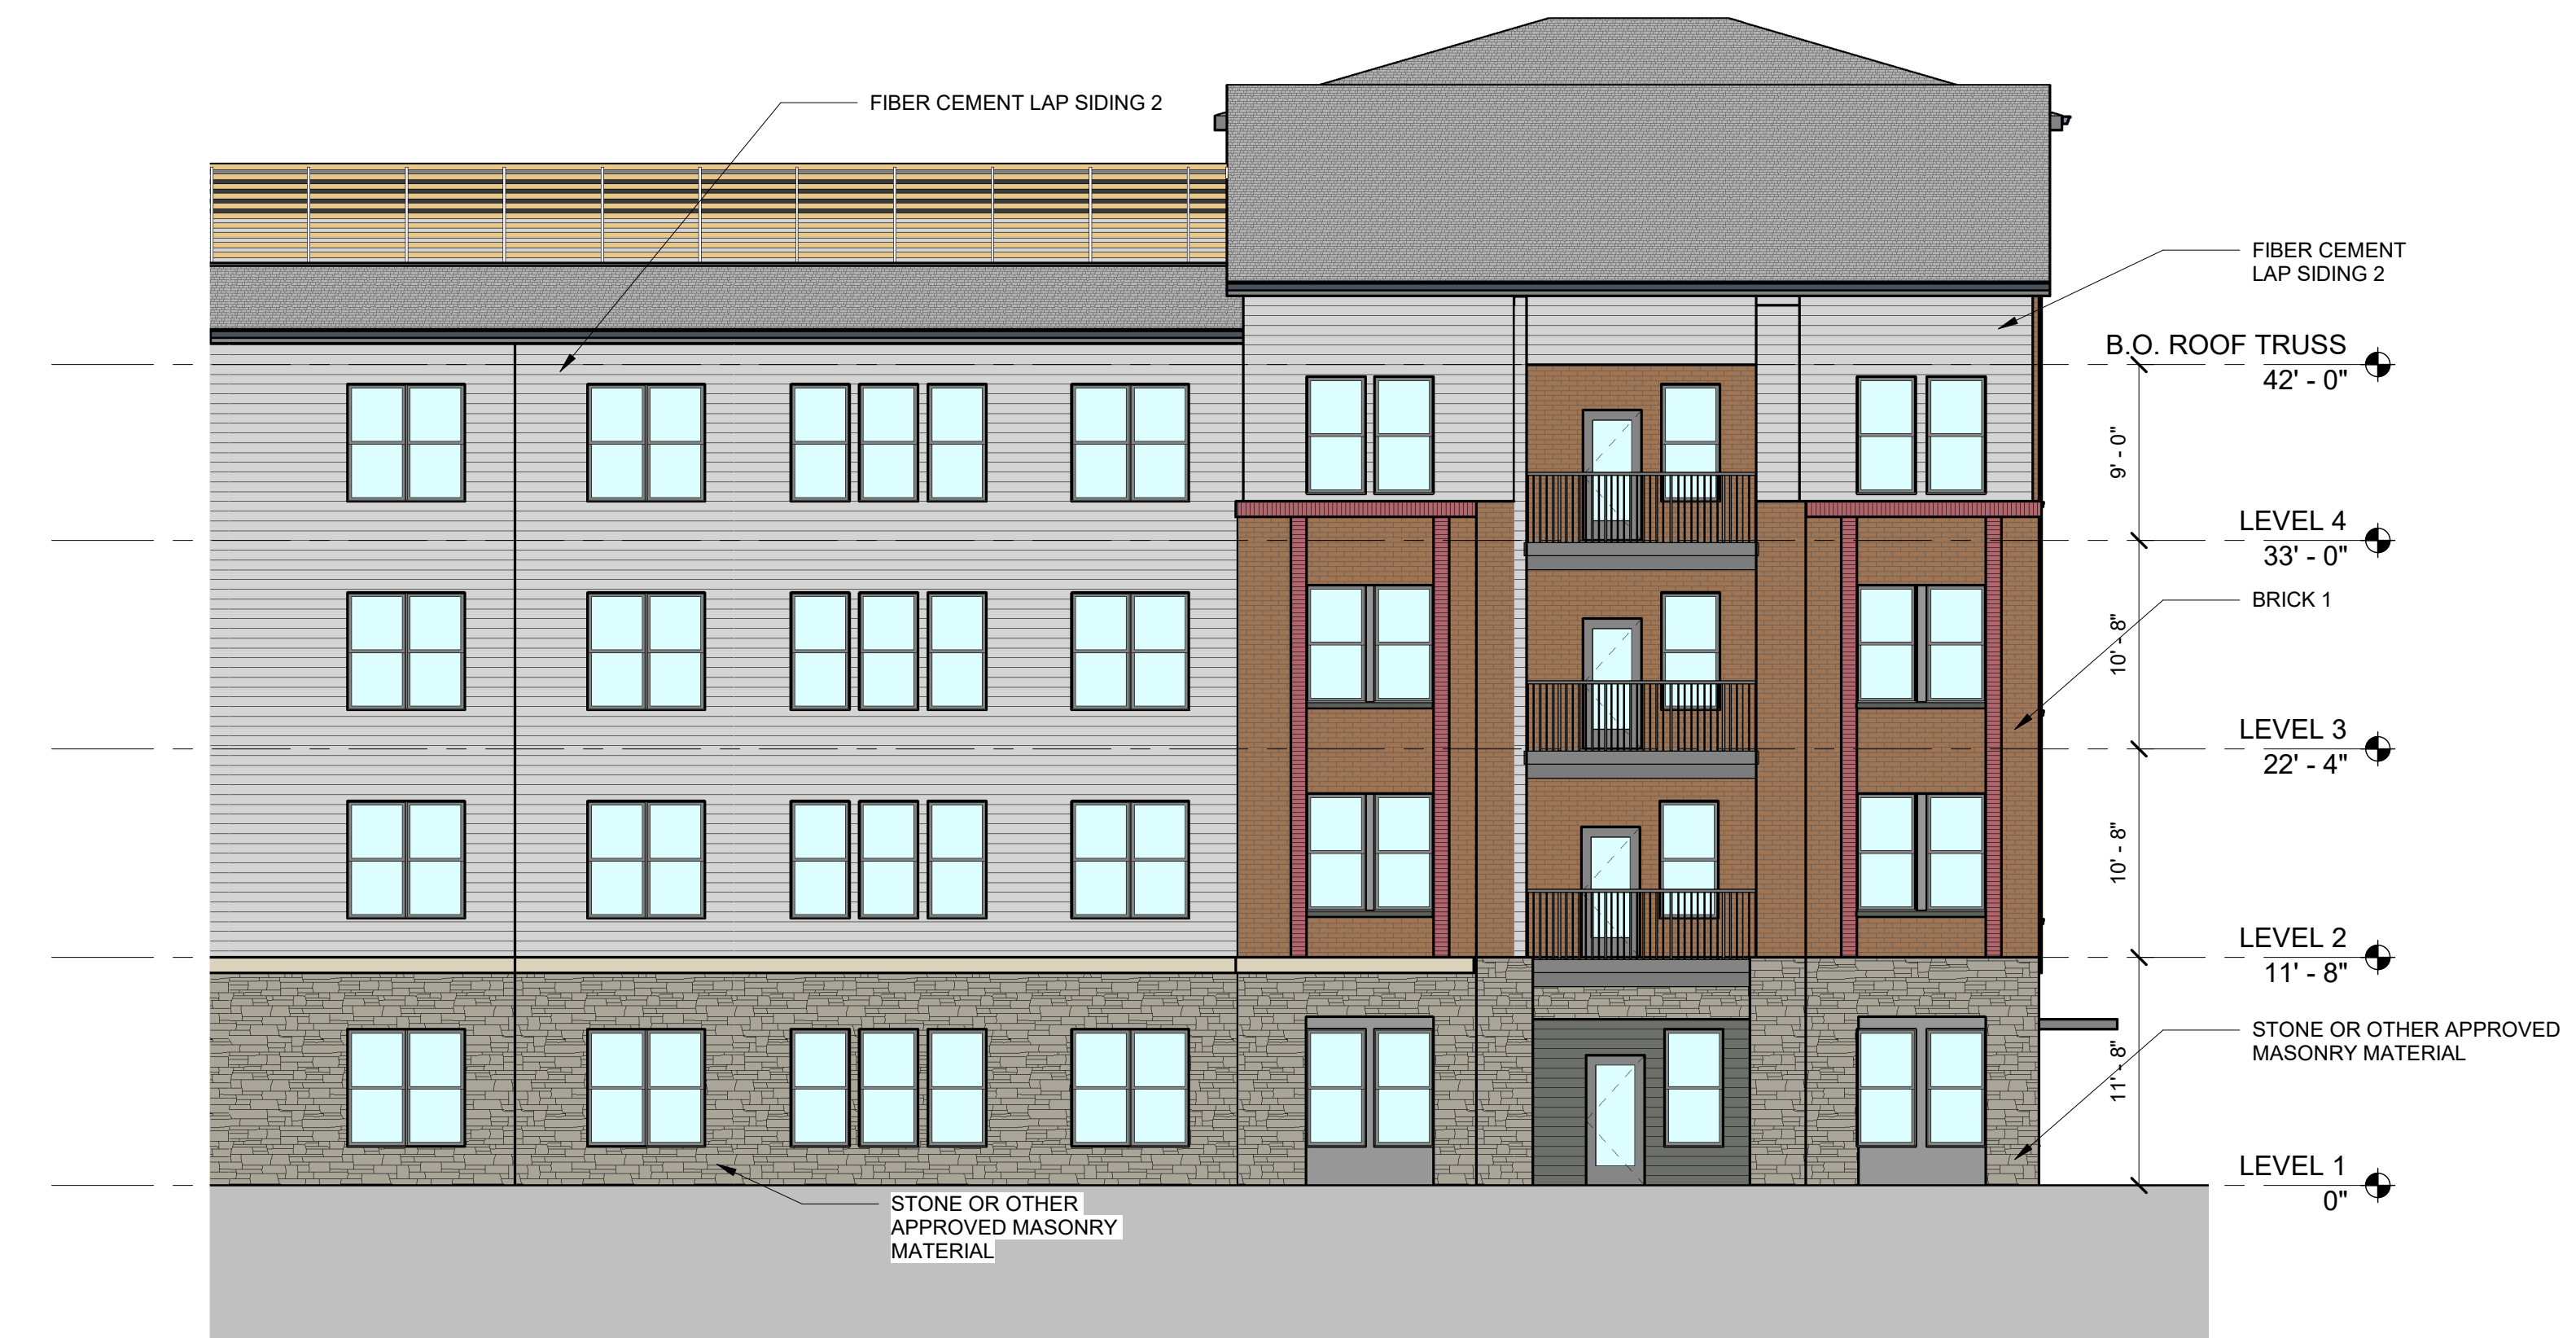 FIBER CEMENT LAP SIDING 2
FIBER CEMENT
LAP SIDING 2
B.O. ROOF TRUSS
42' - 0"
9' - 0"
LEVEL 4
33' - 0"
BRICK 1
10' - 8"
LEVEL 3
22' - 4"
10' - 8"
LEVEL 2
11' - 8"
STONE OR OTHER APPROVED
MASONRY MATERIAL
11' - 8"
LEVEL 1
0"
STONE OR OTHER
APPROVED MASONRY
MATERIAL